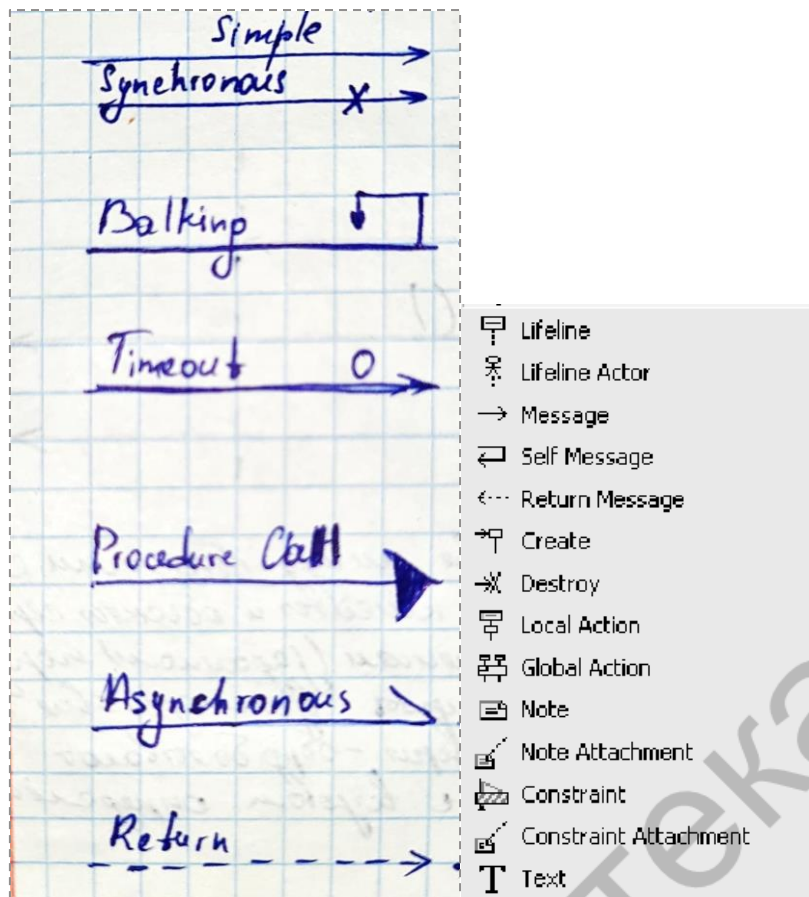 Simple
Synchronous
Balking
Timeout
Procedure Call
Asynchronous
Return
Lifeline
Lifeline Actor
Message
Self Message
Return Message
Create
Destroy
Local Action
Global Action
Note
Note Attachment
Constraint
Constraint Attachment
Text